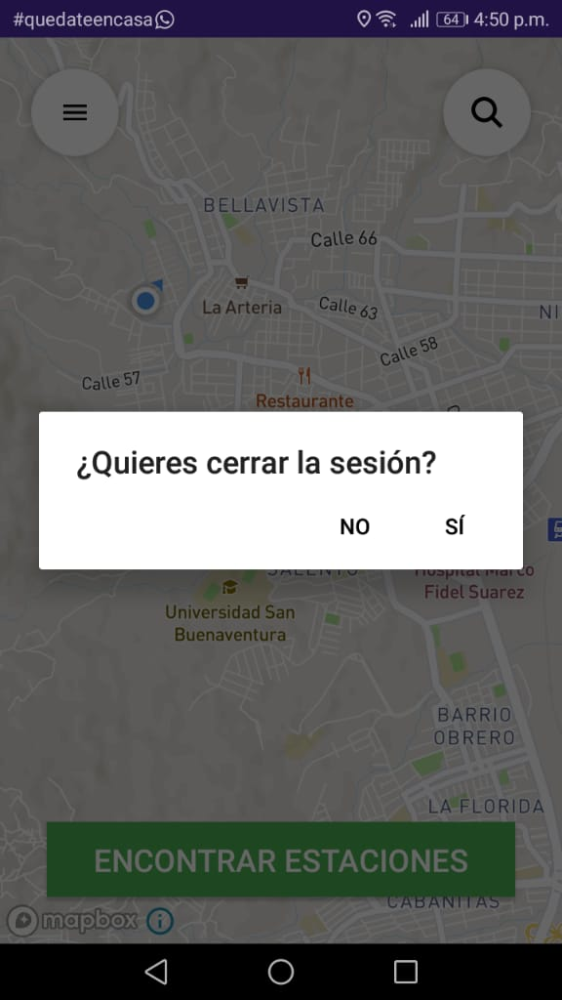 #quedateencasa
64
4:50 p.m.
BELLAVISTA
Calle 66
La Arteria
Calle 63
NI
Calle 58
Calle 57
Restaurante
¿Quieres cerrar la sesión?
NO
SÍ
SALENTO
Hospital Marco
Fidel Suarez
Universidad San
Buenaventura
BARRIO
OBRERO
LA FLORIDA
ENCONTRAR ESTACIONES
CABAÑITAS
mapbox